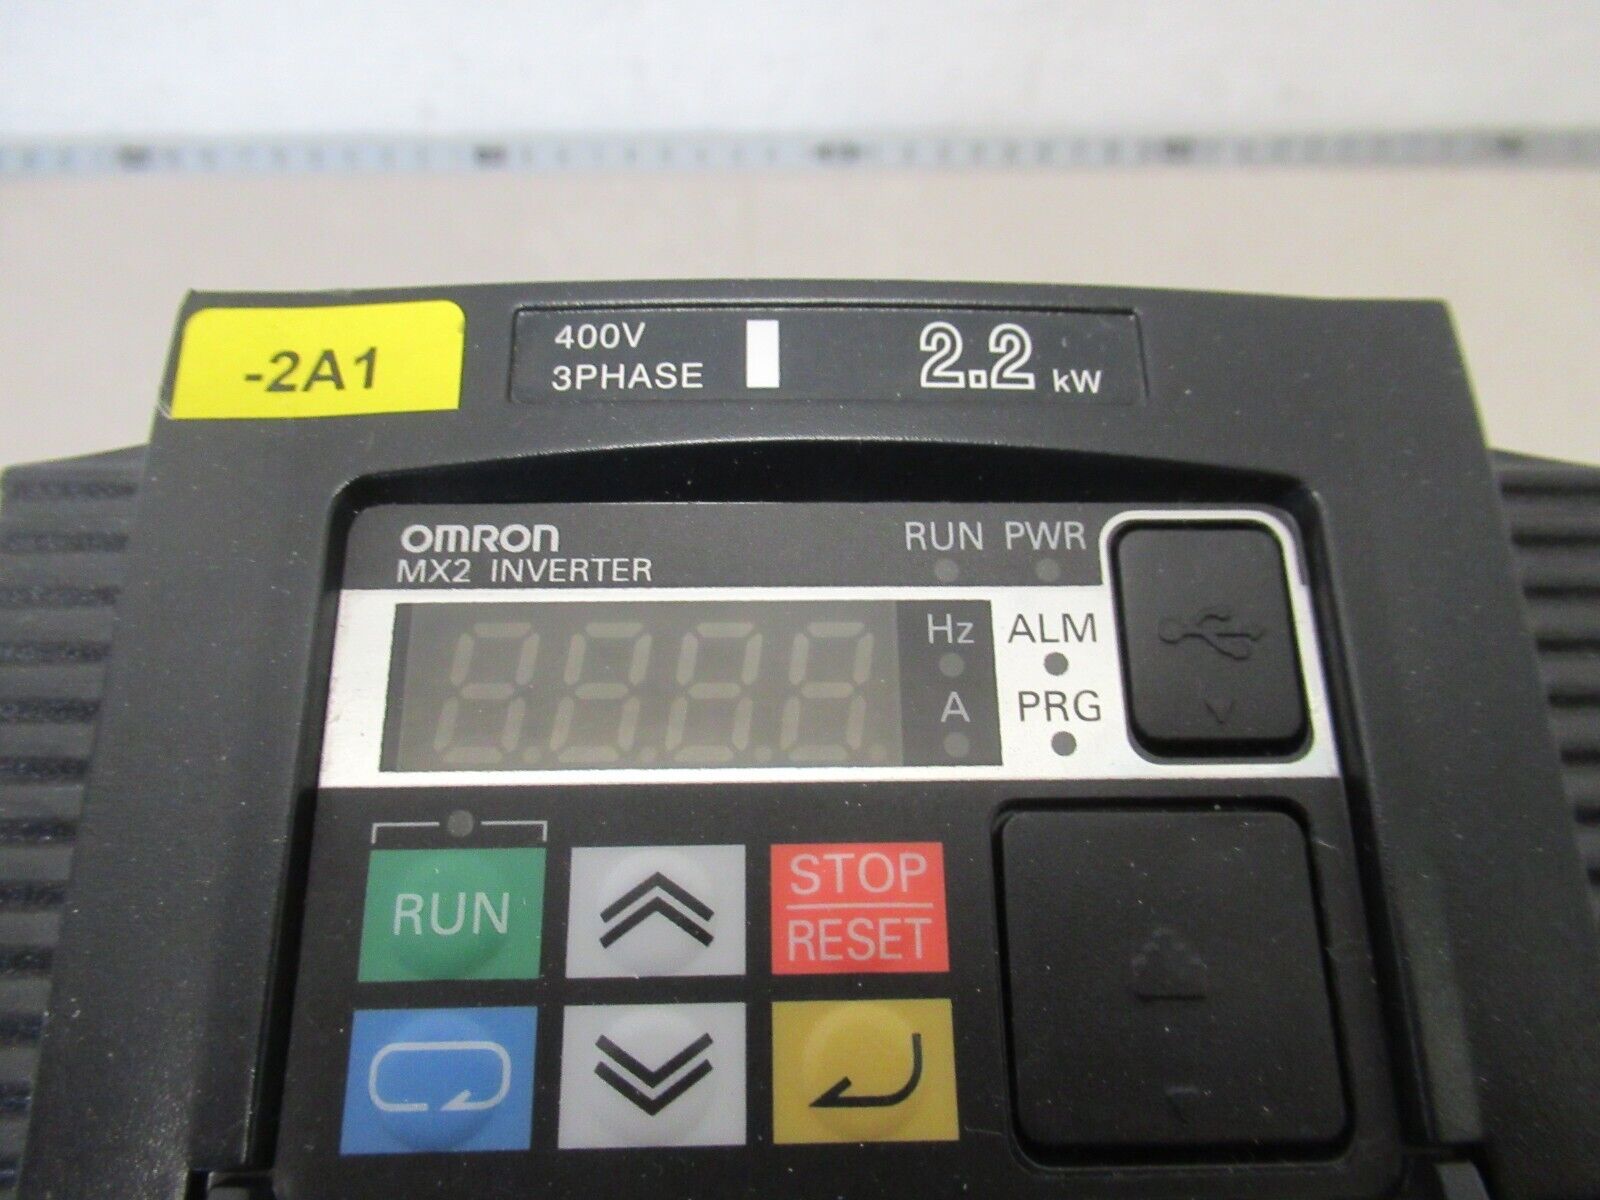 -2A1
400V
3PHASE
2.2 kW
OMRON
MX2 INVERTER
RUN PWR
Hz
ALM
A
PRG
RUN
STOP
RESET